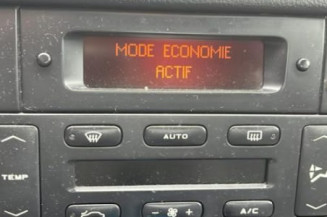 MODE ECONOMIE
ACTIF
AUTO
TEMP
A/C